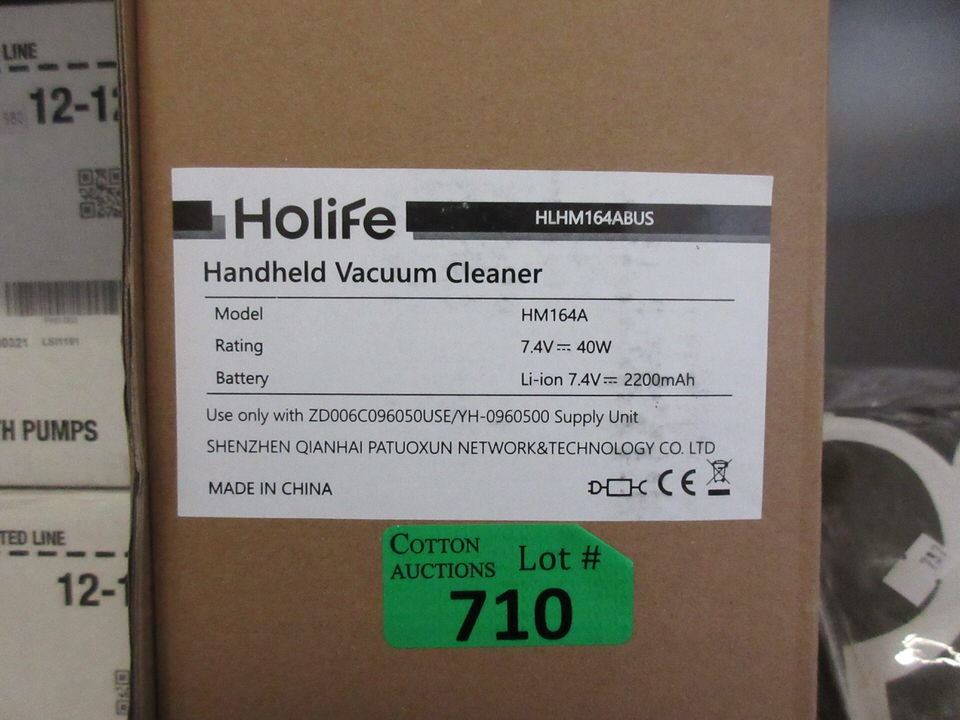 LINE
12-12
LSI1191
H PUMPS
TED LINE
12-1
Holife
HLHM164ABUS
Handheld Vacuum Cleaner
Model HM164A
Rating 7.4V⎓ 40W
Battery Li-ion 7.4V⎓ 2200mAh
Use only with ZD006C096050USE/YH-0960500 Supply Unit
SHENZHEN QIANHAI PATUOXUN NETWORK&TECHNOLOGY CO. LTD
MADE IN CHINA
CE
COTTON AUCTIONS Lot #
710